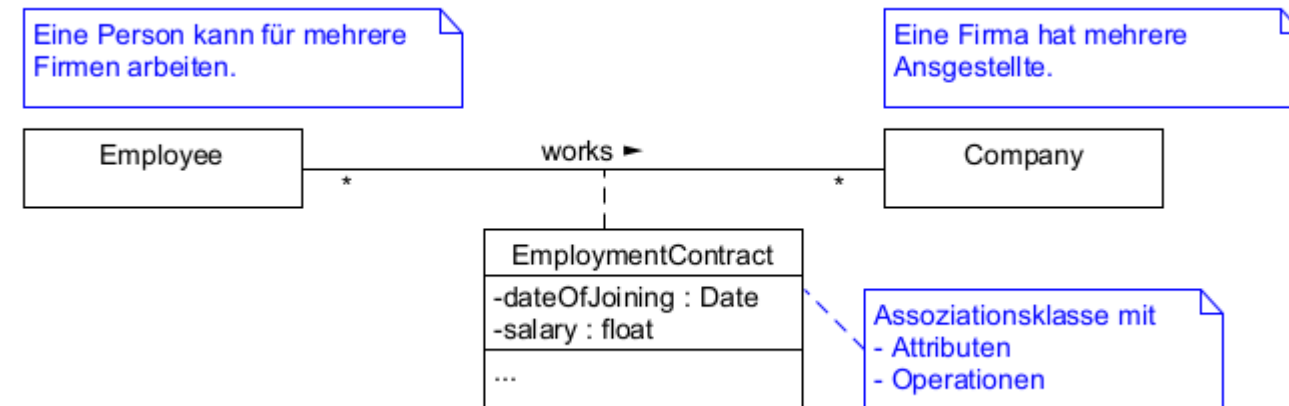 Eine Person kann für mehrere
Firmen arbeiten.
Eine Firma hat mehrere
Ansgestellte.
Employee
works ►
Company
*
*
EmploymentContract
-dateOfJoining : Date
-salary : float
...
Assoziationsklasse mit
- Attributen
- Operationen